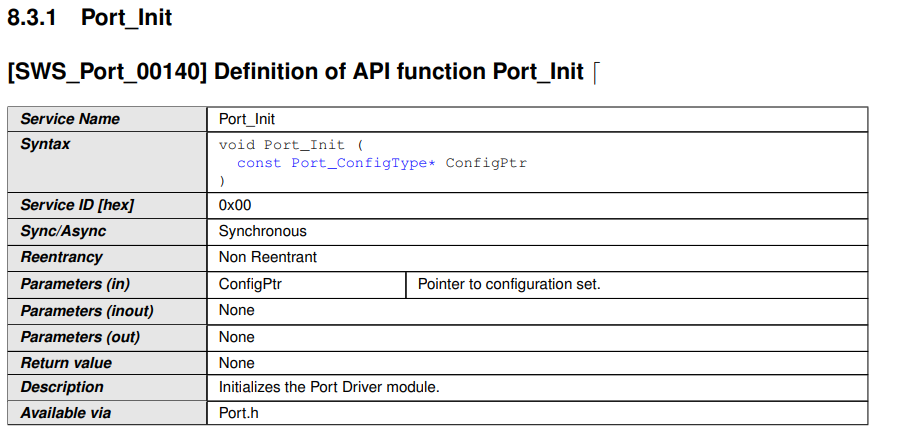 8.3.1 Port_Init
[SWS_Port_00140] Definition of API function Port_Init ⌈
Service Name Port_Init
Syntax void Port_Init (
const Port_ConfigType* ConfigPtr
)
Service ID [hex] 0x00
Sync/Async Synchronous
Reentrancy Non Reentrant
Parameters (in) ConfigPtr Pointer to configuration set.
Parameters (inout) None
Parameters (out) None
Return value None
Description Initializes the Port Driver module.
Available via Port.h